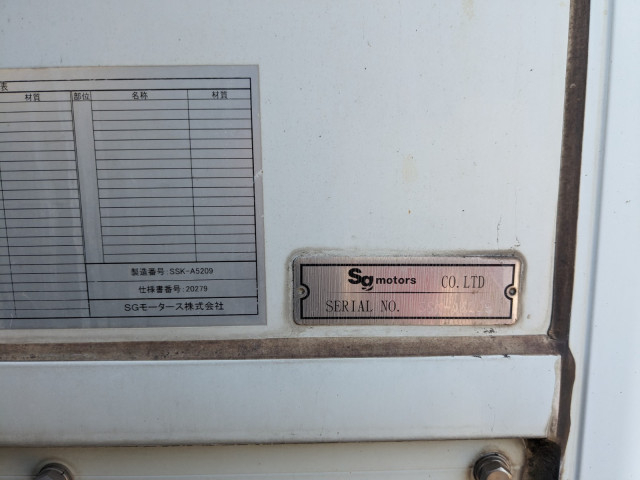 表
材質 部位 名称 材質
製造番号: SSK-A5209
仕様書番号: 20279
SGモータース株式会社
Sg motors CO.LTD
SERIAL NO.